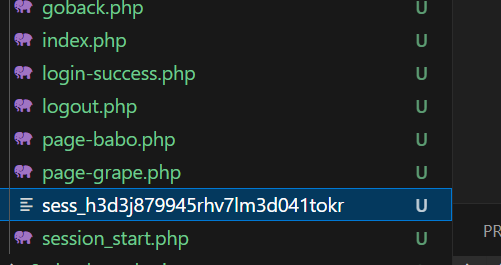 goback.php U
index.php U
login-success.php U
logout.php U
page-babo.php U
page-grape.php U
sess_h3d3j879945rhv7lm3d041tokr U
session_start.php U
PR